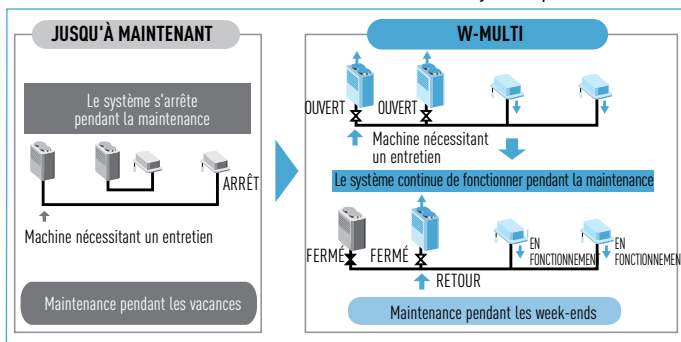 JUSQU'À MAINTENANT
Le système s'arrête
pendant la maintenance
ARRÊT
Machine nécessitant un entretien
Maintenance pendant les vacances
W-MULTI
OUVERT
OUVERT
Machine nécessitant
un entretien
Le système continue de fonctionner pendant la maintenance
FERMÉ
FERMÉ
EN
FONCTIONNEMEN
EN
FONCTIONNEMEN
RETOUR
Maintenance pendant les week-ends